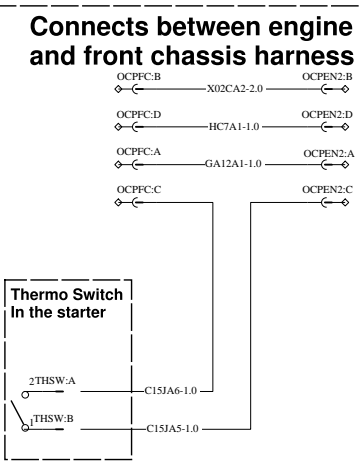 Connects between engine
and front chassis harness
OCPFC:B OCPEN2:B
X02CA2-2.0
OCPFC:D OCPEN2:D
HC7A1-1.0
OCPFC:A OCPEN2:A
GA12A1-1.0
OCPFC:C OCPEN2:C
Thermo Switch
In the starter
2THSW:A
C15JA6-1.0
1THSW:B
C15JA5-1.0